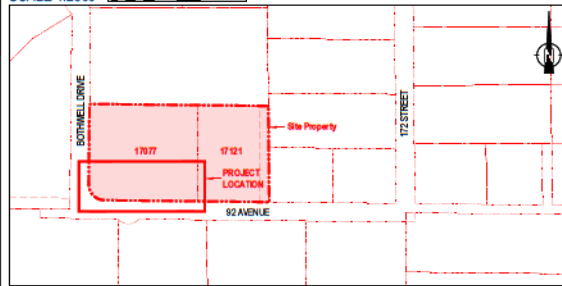 BOTHWELL DRIVE
172 STREET
Site Property
17077
17121
PROJECT
LOCATION
92 AVENUE
N